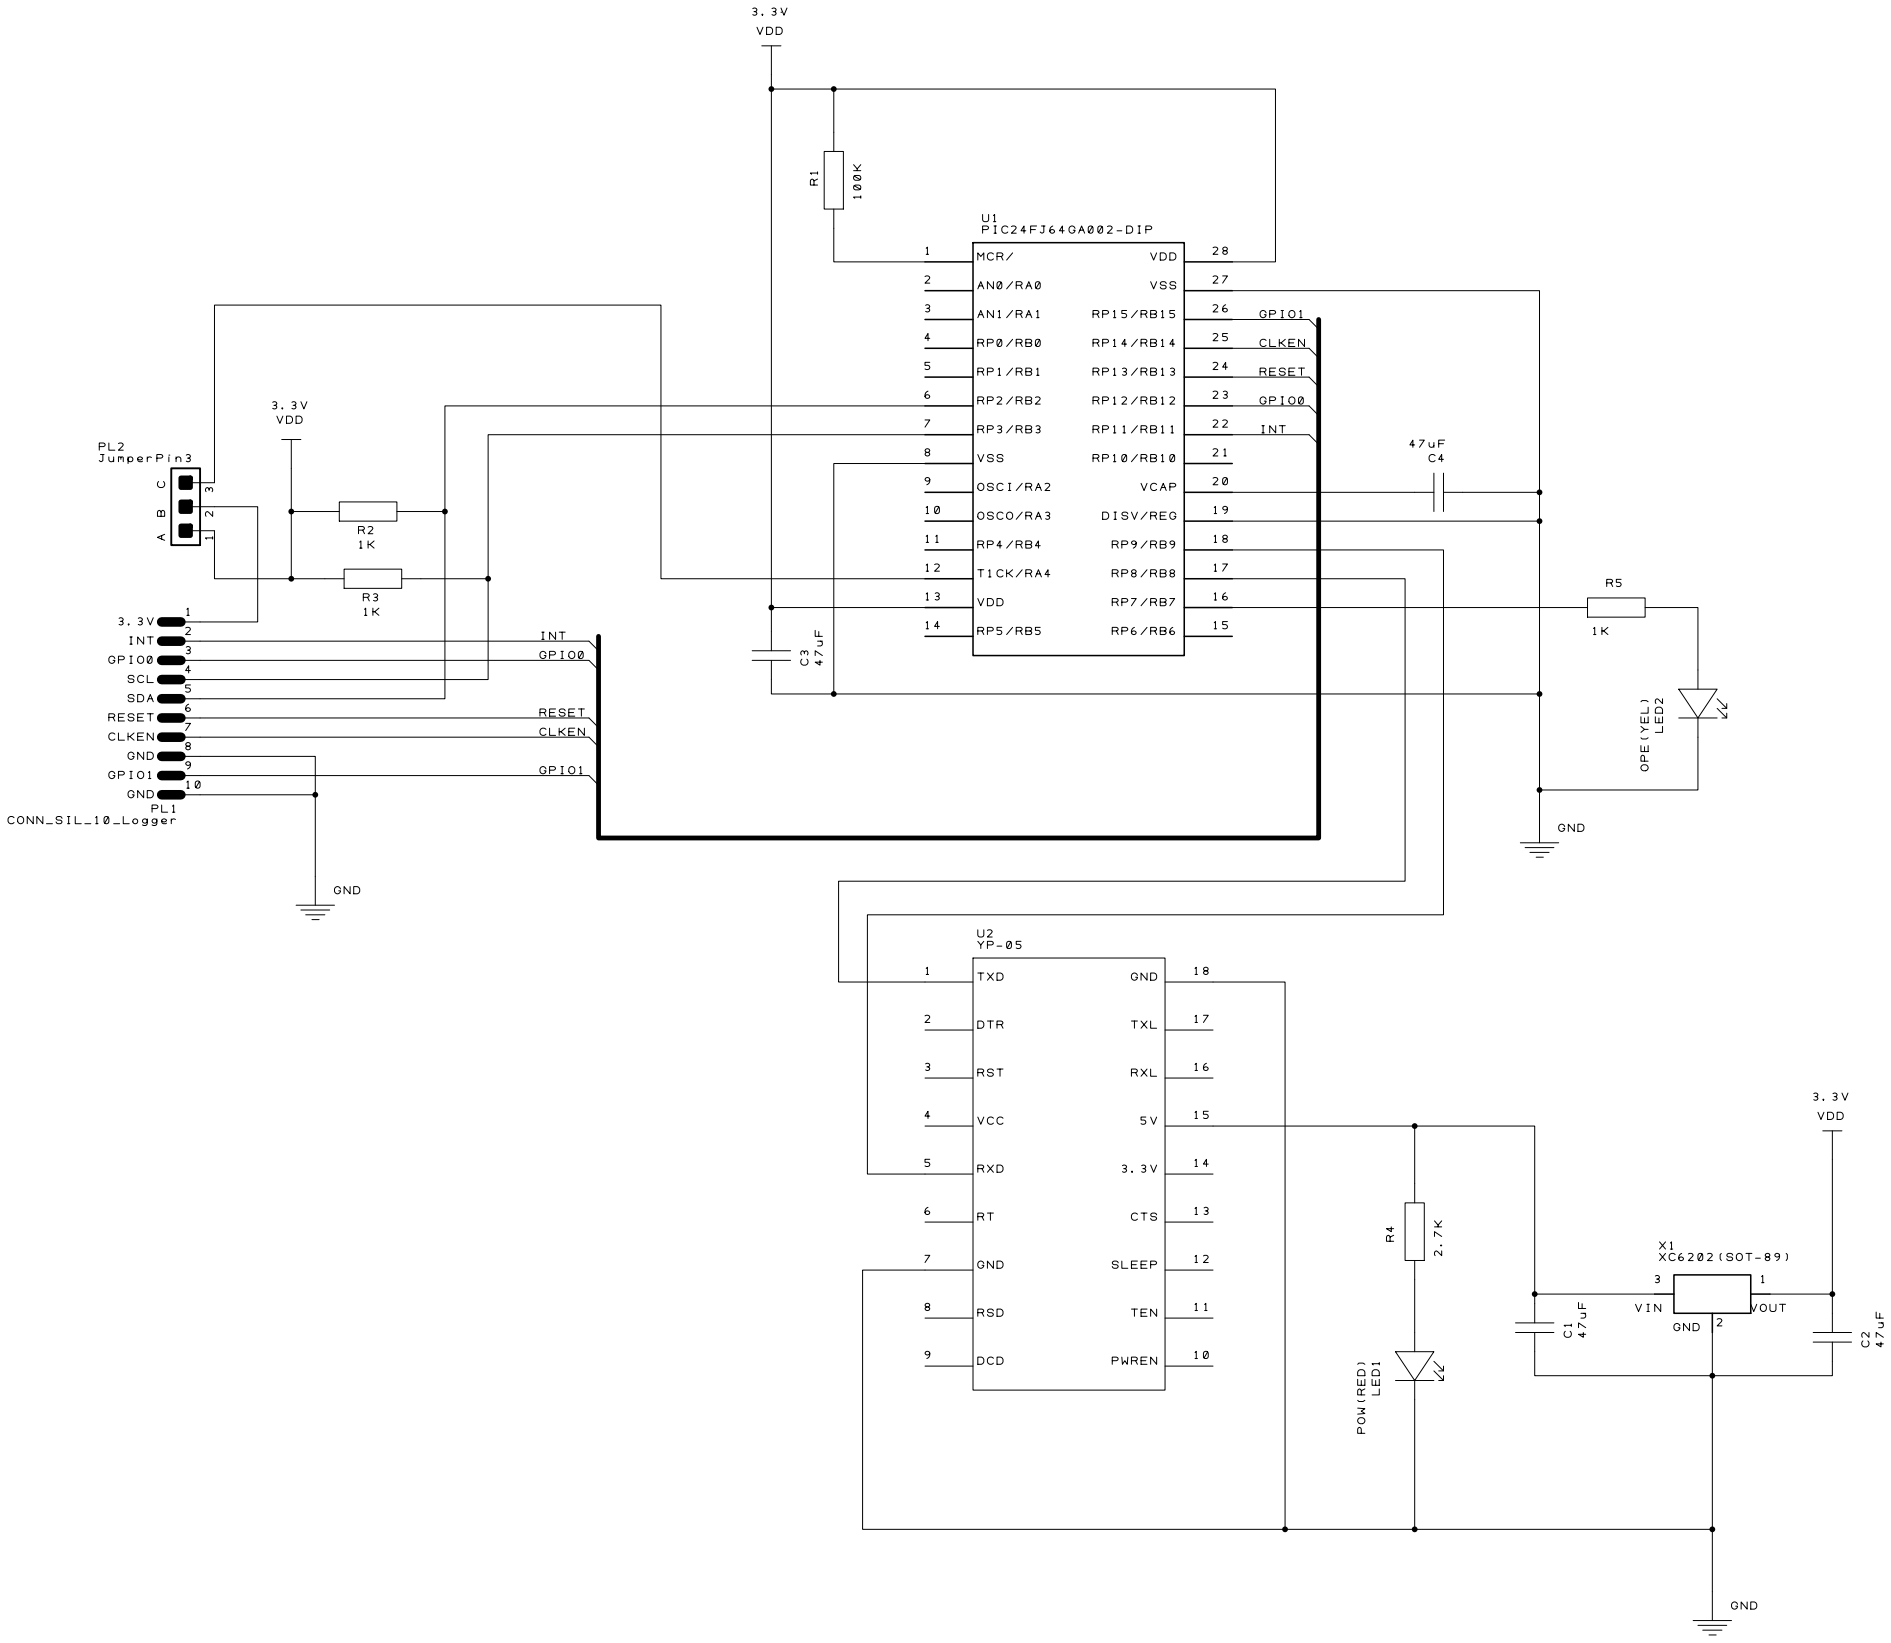 3.3V
VDD
R1
100K
U1
PIC24FJ64GA002-DIP
1 MCR/ VDD 28
2 AN0/RA0 VSS 27
3 AN1/RA1 RP15/RB15 26 GPIO1
4 RP0/RB0 RP14/RB14 25 CLKEN
5 RP1/RB1 RP13/RB13 24 RESET
6 RP2/RB2 RP12/RB12 23 GPIO0
7 RP3/RB3 RP11/RB11 22 INT
8 VSS RP10/RB10 21
9 OSCI/RA2 VCAP 20
10 OSCO/RA3 DISV/REG 19
11 RP4/RB4 RP9/RB9 18
12 T1CK/RA4 RP8/RB8 17
13 VDD RP7/RB7 16
14 RP5/RB5 RP6/RB6 15
47uF
C4
3.3V
VDD
PL2
JumperPin3
C 3
B 2
A 1
R2
1K
R3
1K
C3
47uF
R5
1K
OPE(YEL)
LED2
GND
3.3V 1
INT 2 INT
GPIO0 3 GPIO0
SCL 4
SDA 5
RESET 6 RESET
CLKEN 7 CLKEN
GND 8
GPIO1 9 GPIO1
GND 10
PL1
CONN_SIL_10_Logger
GND
U2
YP-05
1 TXD GND 18
2 DTR TXL 17
3 RST RXL 16
4 VCC 5V 15
5 RXD 3.3V 14
6 RT CTS 13
7 GND SLEEP 12
8 RSD TEN 11
9 DCD PWREN 10
R4
2.7K
POW(RED)
LED1
3.3V
VDD
X1
XC6202(SOT-89)
3 1
VIN VOUT
GND 2
C1
47uF
C2
47uF
GND